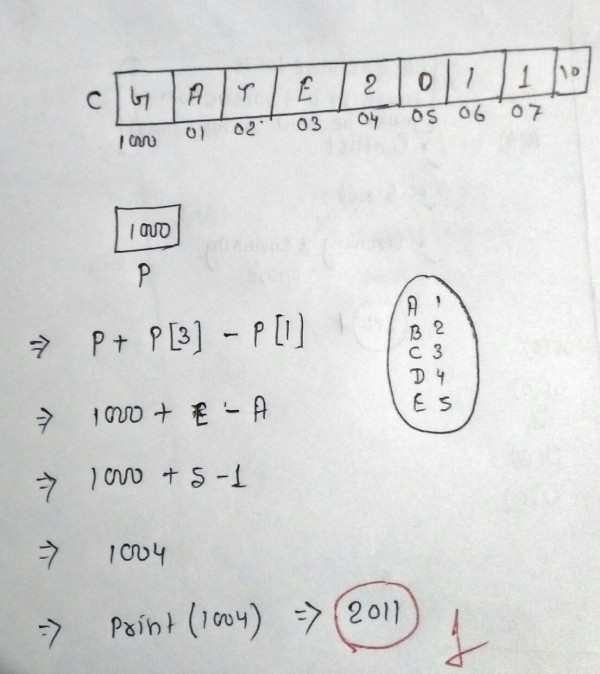 C G A T E 2 0 1 1 \0
1000 01 02 03 04 05 06 07
1000
P
⇒ P + P[3] - P[1]
⇒ 1000 + E - A
⇒ 1000 + 5 - 1
⇒ 1004
⇒ Print (1004) ⇒ 2011
A 1
B 2
C 3
D 4
E 5